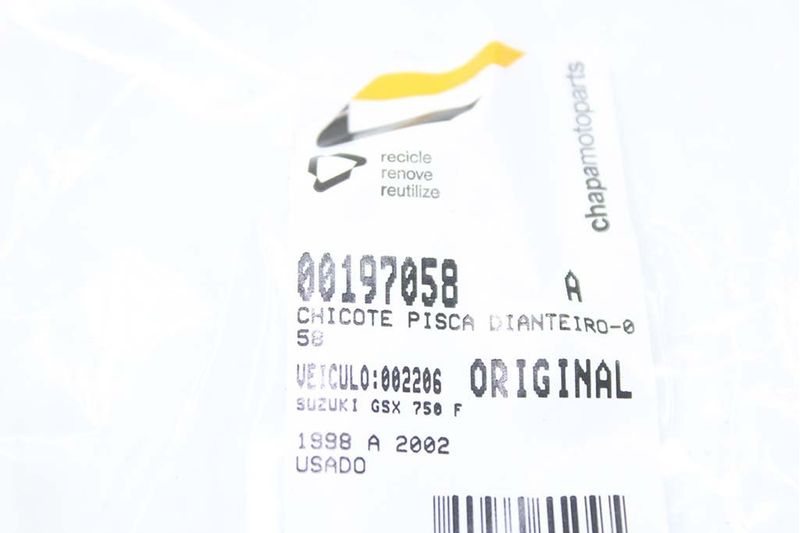 chapamotoparts
recicle
renove
reutilize
00197058 A
CHICOTE PISCA DIANTEIRO-0
58
VEICULO:002206 ORIGINAL
SUZUKI GSX 750 F
1998 A 2002
USADO